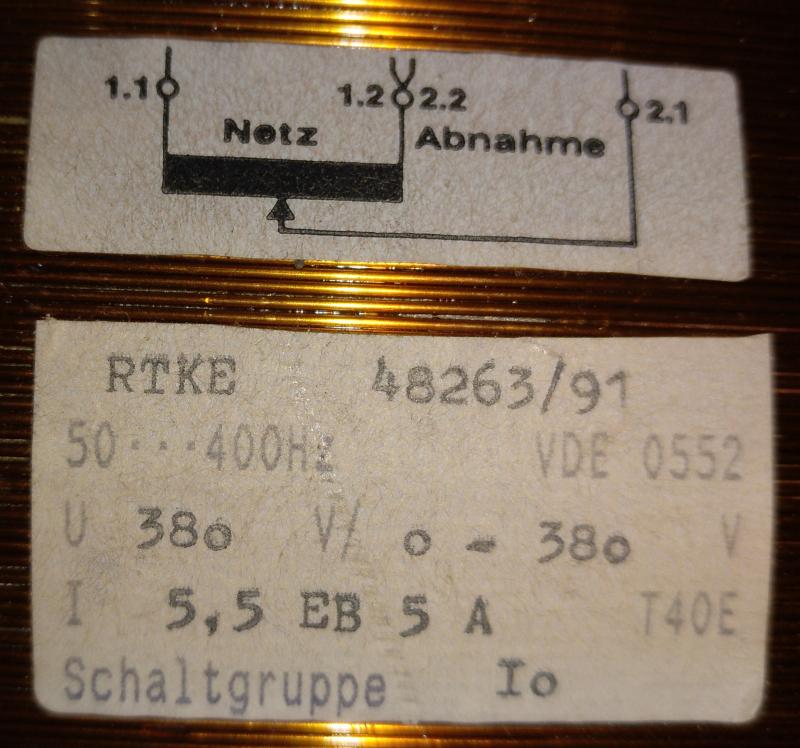 1.1 1.2 2.2 2.1
Netz Abnahme
RTKE 48263/91
50···400Hz VDE 0552
U 380 V/ 0 - 380 V
I 5,5 EB 5 A T40E
Schaltgruppe Io